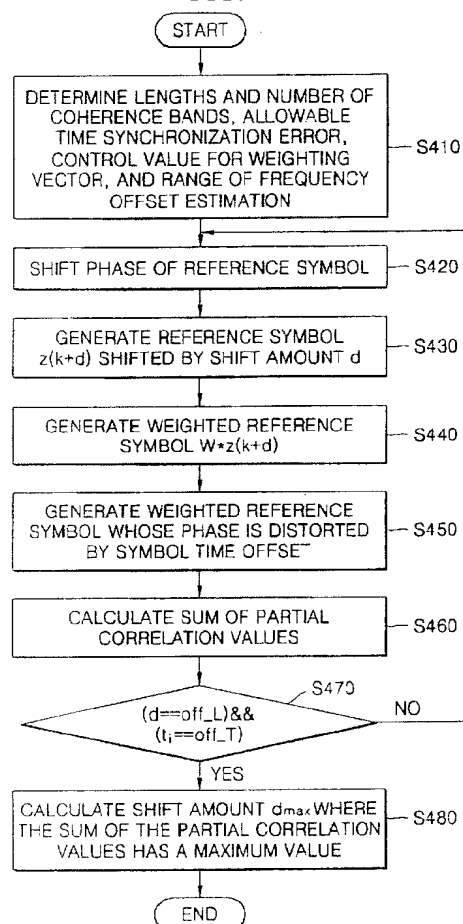 START
DETERMINE LENGTHS AND NUMBER OF
COHERENCE BANDS, ALLOWABLE
TIME SYNCHRONIZATION ERROR,
CONTROL VALUE FOR WEIGHTING
VECTOR, AND RANGE OF FREQUENCY
OFFSET ESTIMATION
S410
SHIFT PHASE OF REFERENCE SYMBOL
S420
GENERATE REFERENCE SYMBOL
z(k+d) SHIFTED BY SHIFT AMOUNT d
S430
GENERATE WEIGHTED REFERENCE
SYMBOL W*z(k+d)
S440
GENERATE WEIGHTED REFERENCE
SYMBOL WHOSE PHASE IS DISTORTED
BY SYMBOL TIME OFFSET
S450
CALCULATE SUM OF PARTIAL
CORRELATION VALUES
S460
S470
(d==off_L)&&
(ti==off_T)
NO
YES
CALCULATE SHIFT AMOUNT dmax WHERE
THE SUM OF THE PARTIAL CORRELATION
VALUES HAS A MAXIMUM VALUE
S480
END